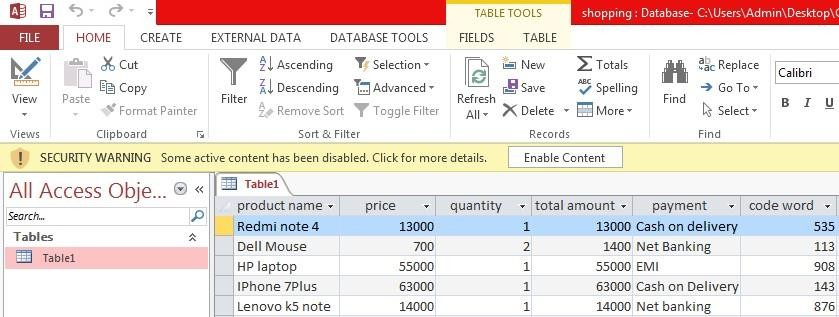 TABLE TOOLS shopping : Database- C:\Users\Admin\Desktop\
FILE HOME CREATE EXTERNAL DATA DATABASE TOOLS FIELDS TABLE
View
Views
Paste
Cut
Copy
Format Painter
Clipboard
Filter
Ascending
Descending
Remove Sort
Selection
Advanced
Toggle Filter
Sort & Filter
Refresh
All
New
Save
Delete
Totals
ABC
Spelling
More
Records
Find
Replace
Go To
Select
Find
Calibri
B I U
SECURITY WARNING Some active content has been disabled. Click for more details. Enable Content
All Access Obje...
Search...
Tables
Table1
Table1
product name price quantity total amount payment code word
Redmi note 4 13000 1 13000 Cash on delivery 535
Dell Mouse 700 2 1400 Net Banking 113
HP laptop 55000 1 55000 EMI 908
IPhone 7Plus 63000 1 63000 Cash on Delivery 143
Lenovo k5 note 14000 1 14000 Net banking 876